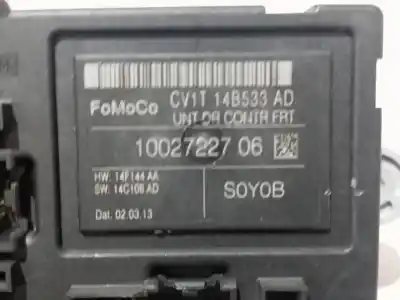 FoMoCo CV1T 14B533 AD
UNT DR CONTR FRT
10027227 06
HW: 14F144 AA
SW: 14C108 AD
S0Y0B
Dat. 02.03.13